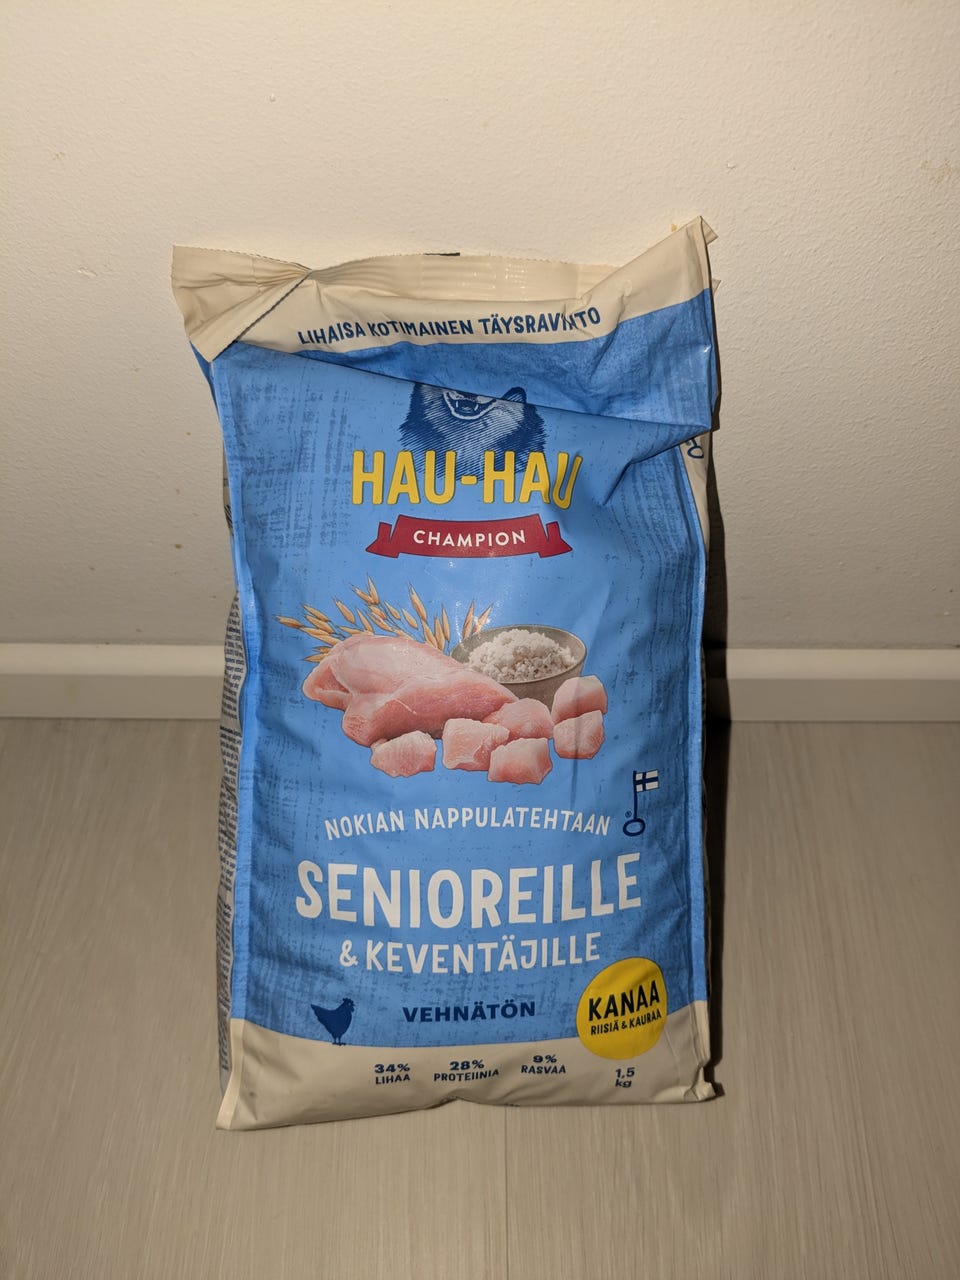 LIHAISA KOTIMAINEN TÄYSRAVINTO
HAU-HAU
CHAMPION
NOKIAN NAPPULATEHTAAN
SENIOREILLE
& KEVENTÄJILLE
VEHNÄTÖN
KANAA
RIISIÄ & KAURAA
34%
LIHAA
28%
PROTEIINIA
9%
RASVAA
1,5
kg